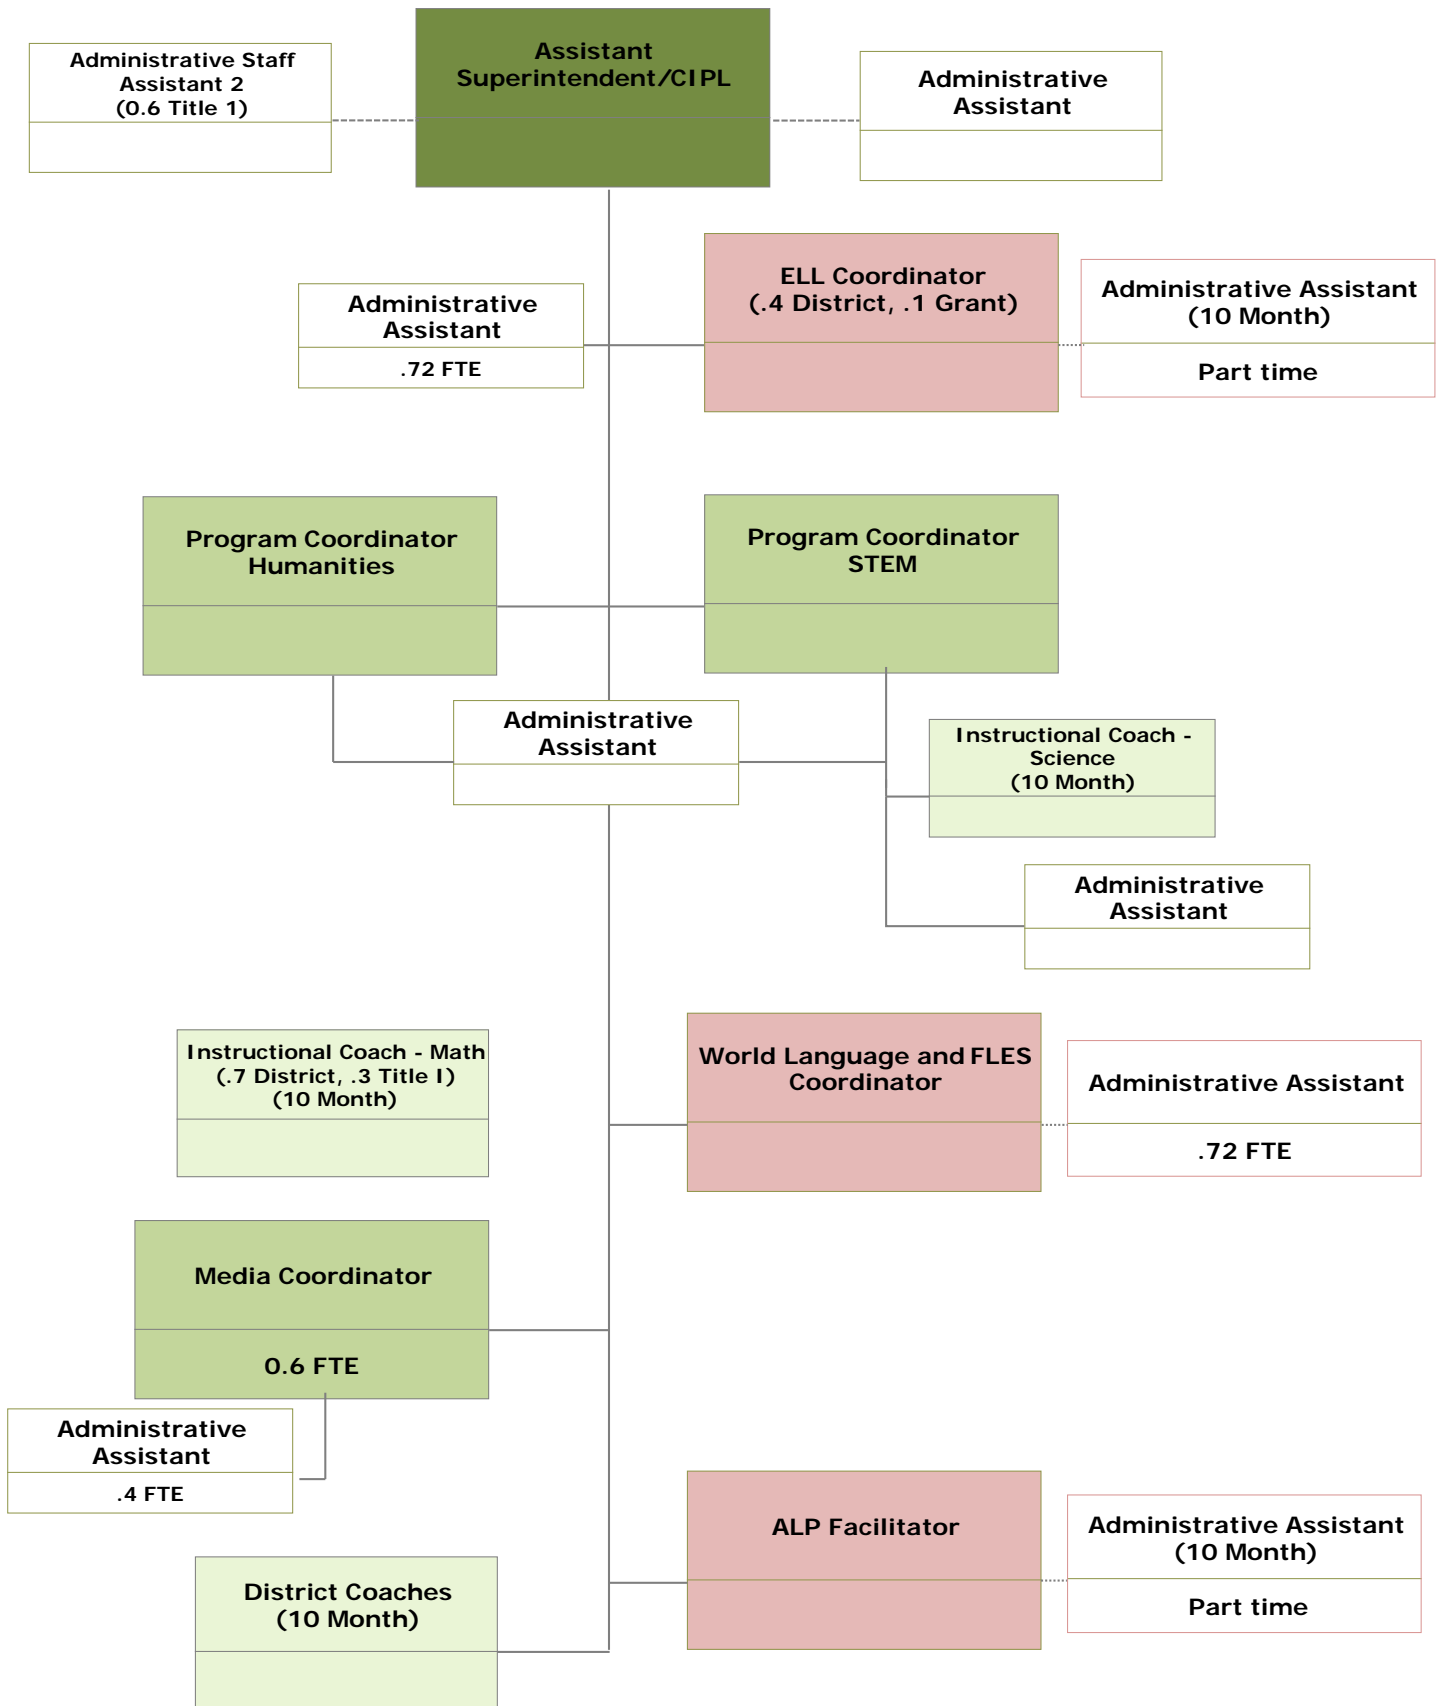 Administrative Staff
Assistant 2
(0.6 Title 1)
Assistant
Superintendent/CIPL
Administrative
Assistant
Administrative
Assistant
.72 FTE
ELL Coordinator
(.4 District, .1 Grant)
Administrative Assistant
(10 Month)
Part time
Program Coordinator
Humanities
Program Coordinator
STEM
Administrative
Assistant
Instructional Coach -
Science
(10 Month)
Administrative
Assistant
Instructional Coach - Math
(.7 District, .3 Title I)
(10 Month)
World Language and FLES
Coordinator
Administrative Assistant
.72 FTE
Media Coordinator
0.6 FTE
Administrative
Assistant
.4 FTE
ALP Facilitator
Administrative Assistant
(10 Month)
Part time
District Coaches
(10 Month)